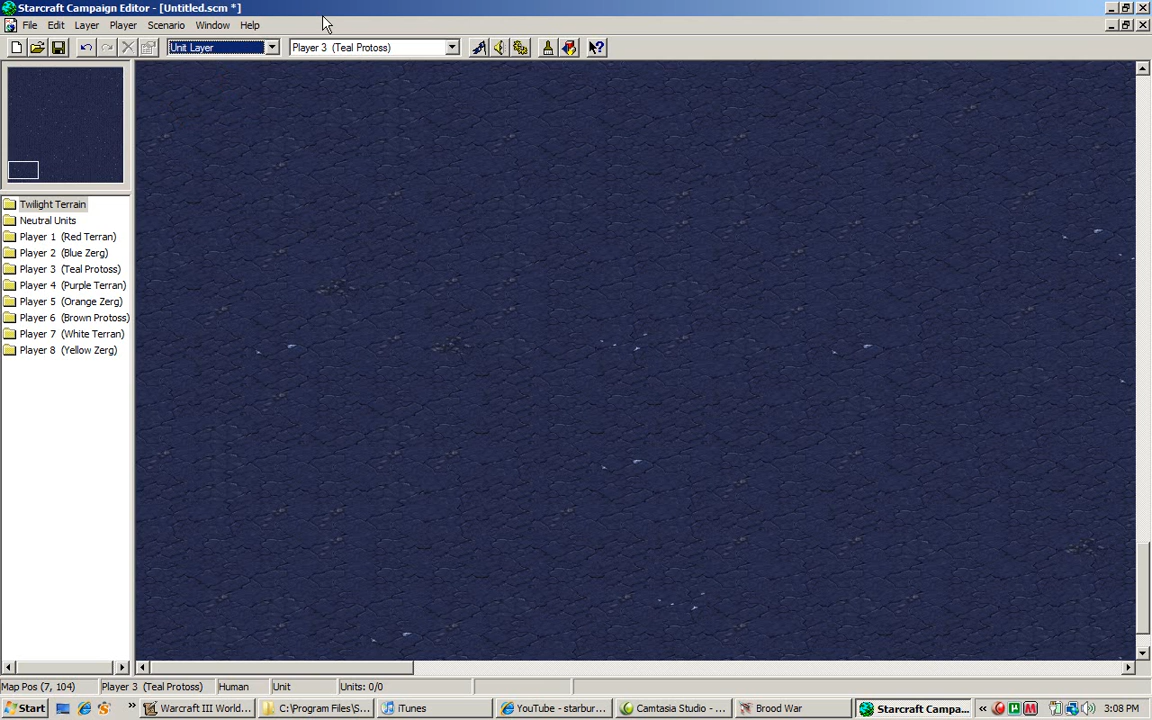 Starcraft Campaign Editor - [Untitled.scm *]
File Edit Layer Player Scenario Window Help
Unit Layer Player 3 (Teal Protoss)
Twilight Terrain
Neutral Units
Player 1 (Red Terran)
Player 2 (Blue Zerg)
Player 3 (Teal Protoss)
Player 4 (Purple Terran)
Player 5 (Orange Zerg)
Player 6 (Brown Protoss)
Player 7 (White Terran)
Player 8 (Yellow Zerg)
Map Pos (7, 104) Player 3 (Teal Protoss) Human Unit Units: 0/0
Start Warcraft III World... C:\Program Files\S... iTunes YouTube - starbur... Camtasia Studio - ... Brood War Starcraft Campa... 3:08 PM